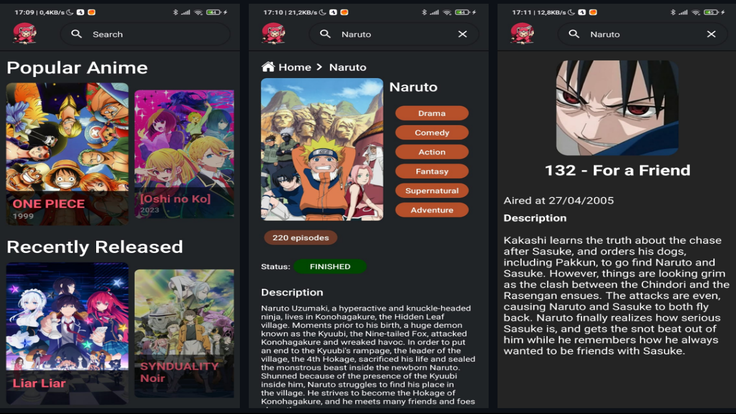 17:09 | 0,4KB/s
Search
Popular Anime
ONE PIECE
1999
[Oshi no Ko]
2023
Recently Released
Liar Liar
SYNDUALITY
Noir
17:10 | 21,2KB/s
Naruto
Home > Naruto
Naruto
Drama
Comedy
Action
Fantasy
Supernatural
Adventure
220 episodes
Status: FINISHED
Description
Naruto Uzumaki, a hyperactive and knuckle-headed
ninja, lives in Konohagakure, the Hidden Leaf
village. Moments prior to his birth, a huge demon
known as the Kyuubi, the Nine-tailed Fox, attacked
Konohagakure and wreaked havoc. In order to put
an end to the Kyuubi's rampage, the leader of the
village, the 4th Hokage, sacrificed his life and sealed
the monstrous beast inside the newborn Naruto.
Shunned because of the presence of the Kyuubi
inside him, Naruto struggles to find his place in
the village. He strives to become the Hokage of
Konohagakure, and he meets many friends and foes
17:11 | 12,8KB/s
Naruto
132 - For a Friend
Aired at 27/04/2005
Description
Kakashi learns the truth about the chase
after Sasuke, and orders his dogs,
including Pakkun, to go find Naruto and
Sasuke. However, things are looking grim
as the clash between the Chindori and the
Rasengan ensues. The attacks are even,
causing Naruto and Sasuke to both fly
back. Naruto finally realizes how serious
Sasuke is, and gets the snot beat out of
him while he remembers how he always
wanted to be friends with Sasuke.